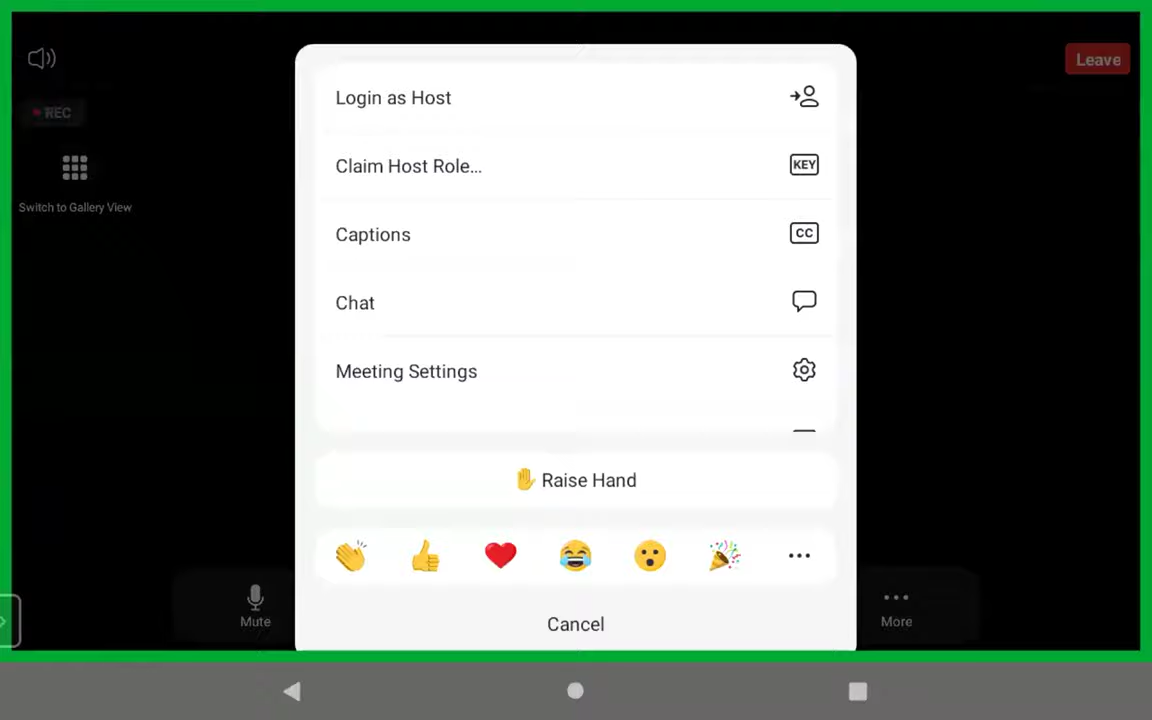 Leave
REC
Switch to Gallery View
Login as Host
Claim Host Role...
KEY
Captions
CC
Chat
Meeting Settings
Raise Hand
Cancel
Mute
More